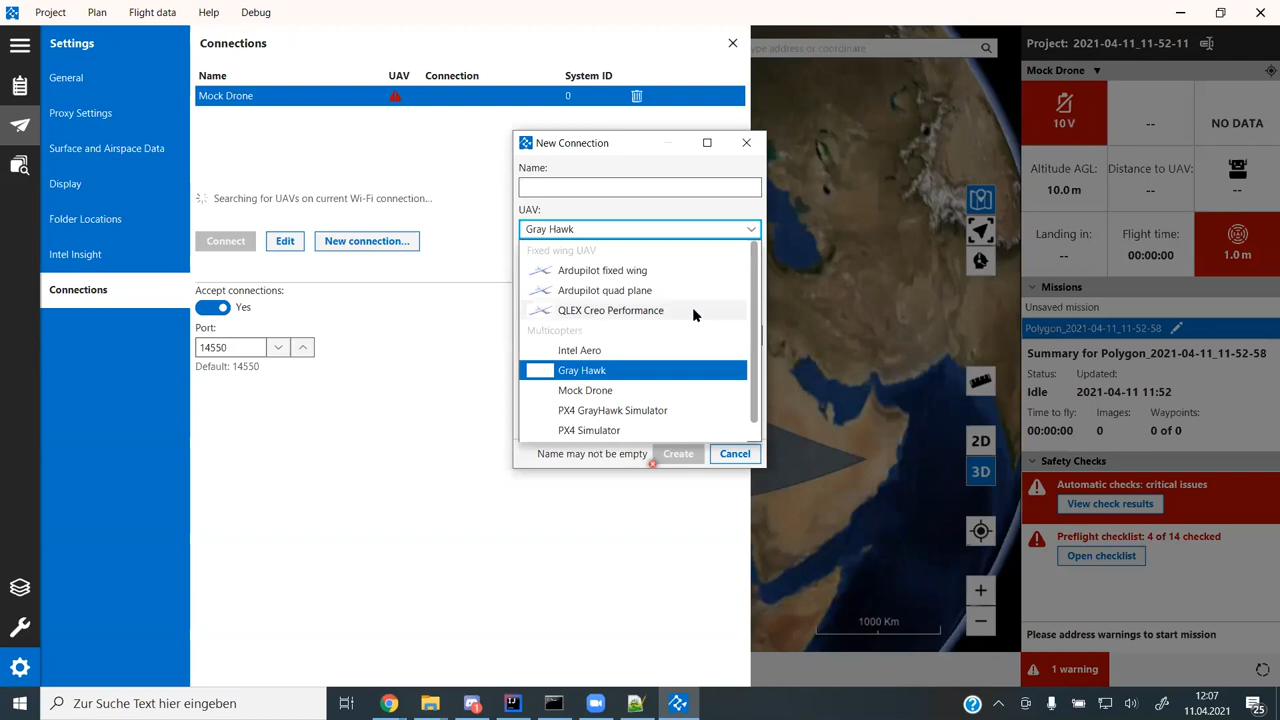 Project Plan Flight data Help Debug
Settings
General
Proxy Settings
Surface and Airspace Data
Display
Folder Locations
Intel Insight
Connections
Connections
Name UAV Connection System ID
Mock Drone 0
Searching for UAVs on current Wi-Fi connection...
Connect Edit New connection...
Accept connections:
Yes
Port:
14550
Default: 14550
New Connection
Name:
UAV:
Gray Hawk
Fixed wing UAV
Ardupilot fixed wing
Ardupilot quad plane
QLEX Creo Performance
Multicopters
Intel Aero
Gray Hawk
Mock Drone
PX4 GrayHawk Simulator
PX4 Simulator
Name may not be empty Create Cancel
ype address or coordinate
2D
3D
1000 Km
Project: 2021-04-11_11-52-11
Mock Drone
10 V -- NO DATA
Altitude AGL: Distance to UAV:
10.0 m -- --
Landing in: Flight time:
-- 00:00:00 1.0 m
Missions
Unsaved mission
Polygon_2021-04-11_11-52-58
Summary for Polygon_2021-04-11_11-52-58
Status: Updated:
Idle 2021-04-11 11:52
Time to fly: Images: Waypoints:
00:00:00 0 0 of 0
Safety Checks
Automatic checks: critical issues
View check results
Preflight checklist: 4 of 14 checked
Open checklist
Please address warnings to start mission
1 warning
Zur Suche Text hier eingeben
12:07
11.04.2021
25